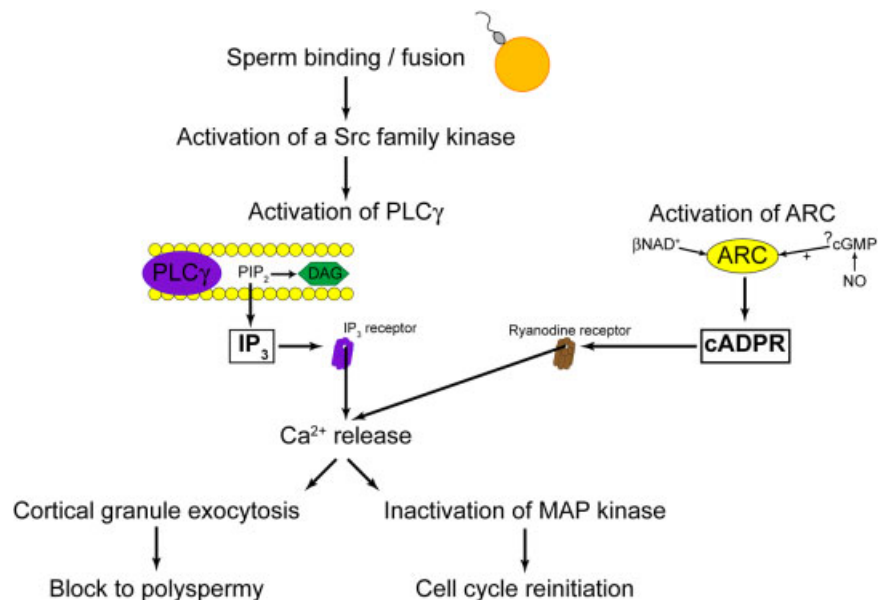 Sperm binding / fusion
Activation of a Src family kinase
Activation of PLCγ
PLCγ
PIP₂
DAG
IP₃
IP₃ receptor
Activation of ARC
βNAD⁺
ARC
?
cGMP
+
NO
cADPR
Ryanodine receptor
Ca²⁺ release
Cortical granule exocytosis
Inactivation of MAP kinase
Block to polyspermy
Cell cycle reinitiation